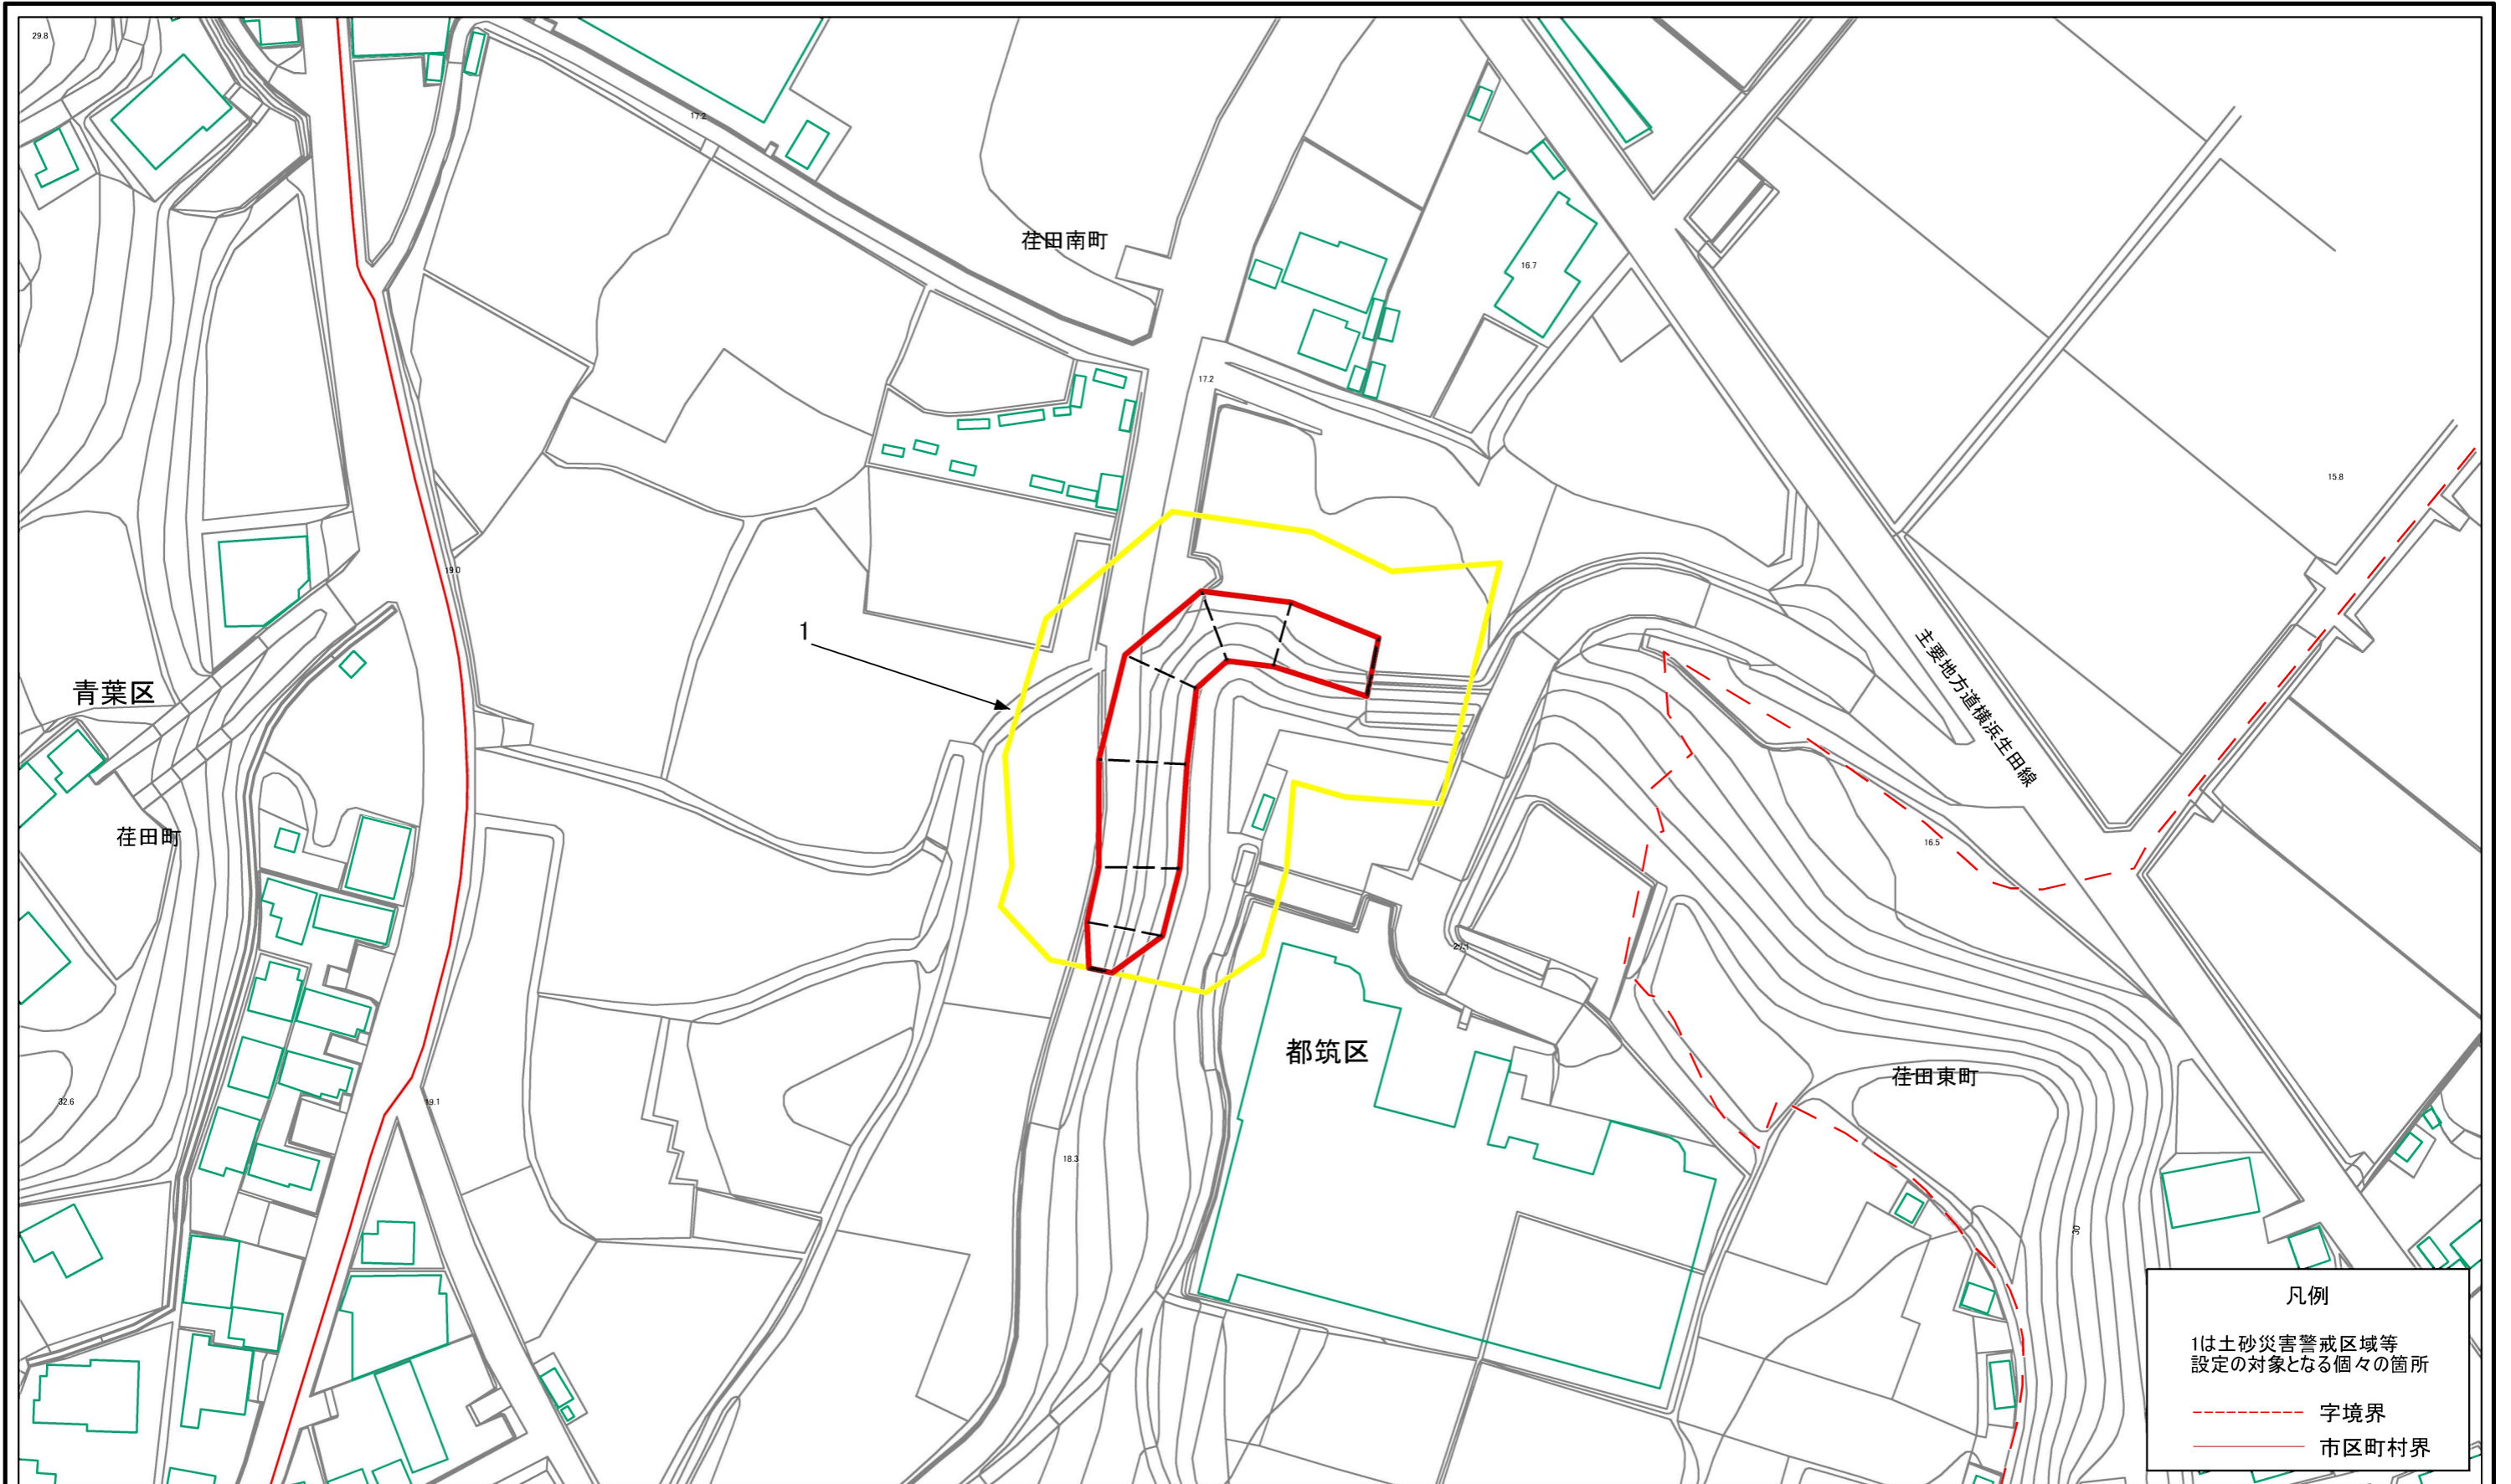 29.8
17.2
荏田南町
16.7
17.2
15.8
19.0
1
主要地方道横浜生田線
青葉区
荏田町
16.5
都筑区
荏田東町
32.6
19.1
18.3
30
凡例
1は土砂災害警戒区域等
設定の対象となる個々の箇所
字境界
市区町村界